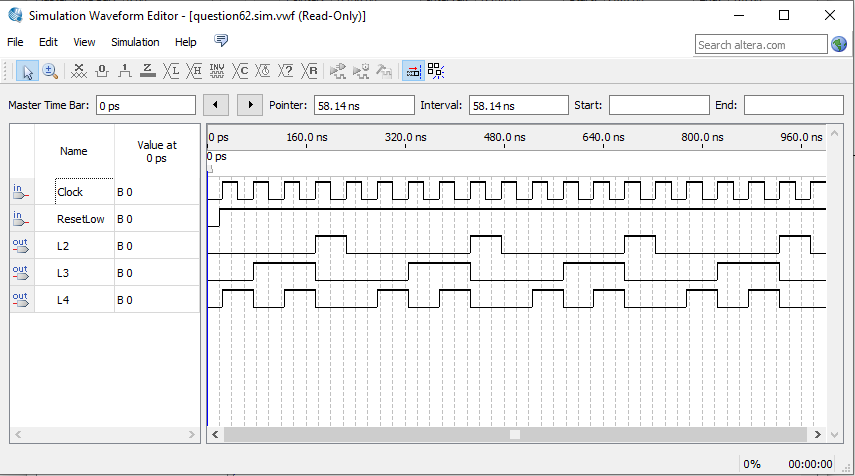 Simulation Waveform Editor - [question62.sim.vwf (Read-Only)]
File Edit View Simulation Help
Search altera.com
Master Time Bar: 0 ps Pointer: 58.14 ns Interval: 58.14 ns Start: End:
Name Value at 0 ps 0 ps 160.0 ns 320.0 ns 480.0 ns 640.0 ns 800.0 ns 960.0 ns
0 ps
in Clock B 0
in ResetLow B 0
out L2 B 0
out L3 B 0
out L4 B 0
0% 00:00:00